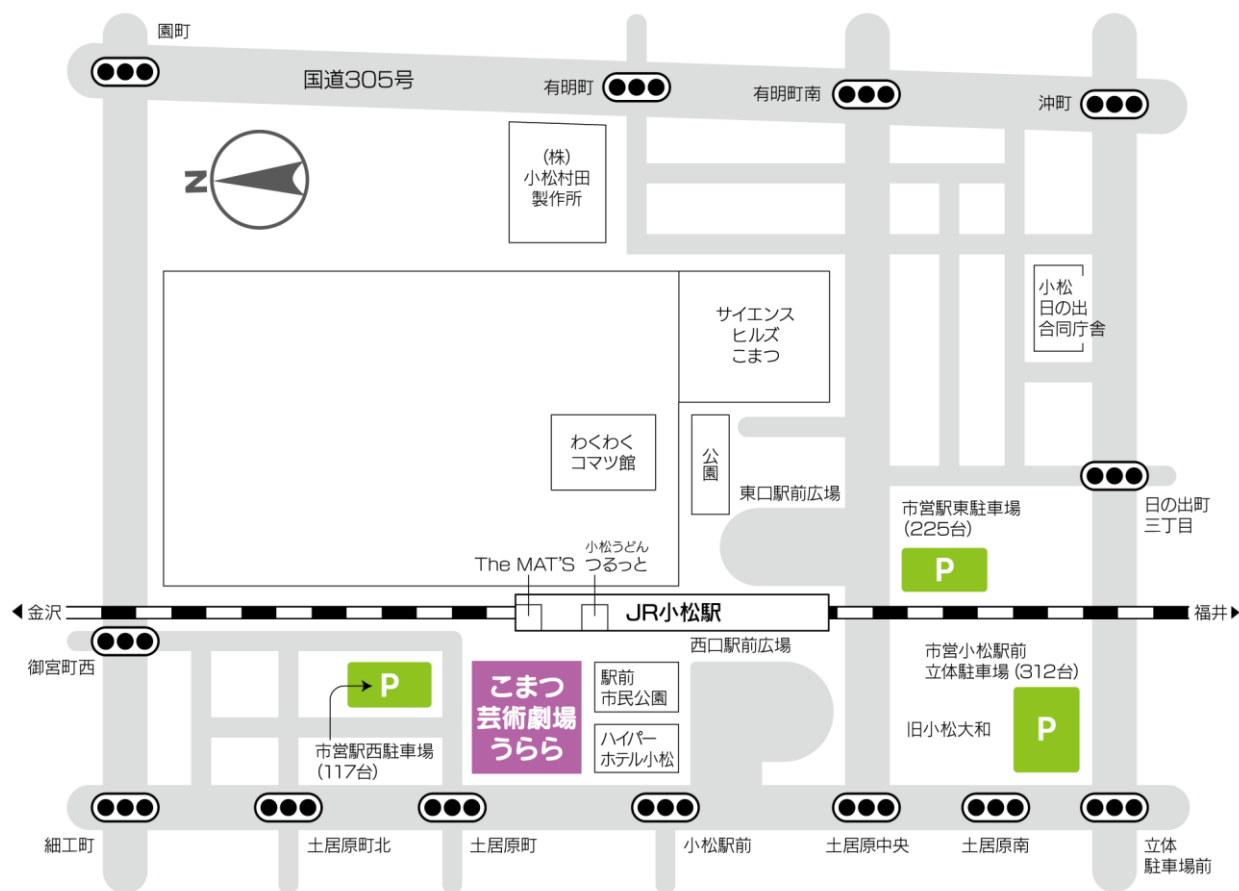 園町
国道305号
有明町
有明町南
沖町
N
(株)
小松村田
製作所
サイエンス
ヒルズ
こまつ
小松
日の出
合同庁舎
わくわく
コマツ館
公園
東口駅前広場
市営駅東駐車場
(225台)
P
日の出町
三丁目
The MAT'S
小松うどん
つるっと
金沢
JR小松駅
福井
御宮町西
西口駅前広場
P
市営駅西駐車場
(117台)
こまつ
芸術劇場
うらら
駅前
市民公園
ハイパー
ホテル小松
市営小松駅前
立体駐車場 (312台)
旧小松大和
P
細工町
土居原町北
土居原町
小松駅前
土居原中央
土居原南
立体
駐車場前